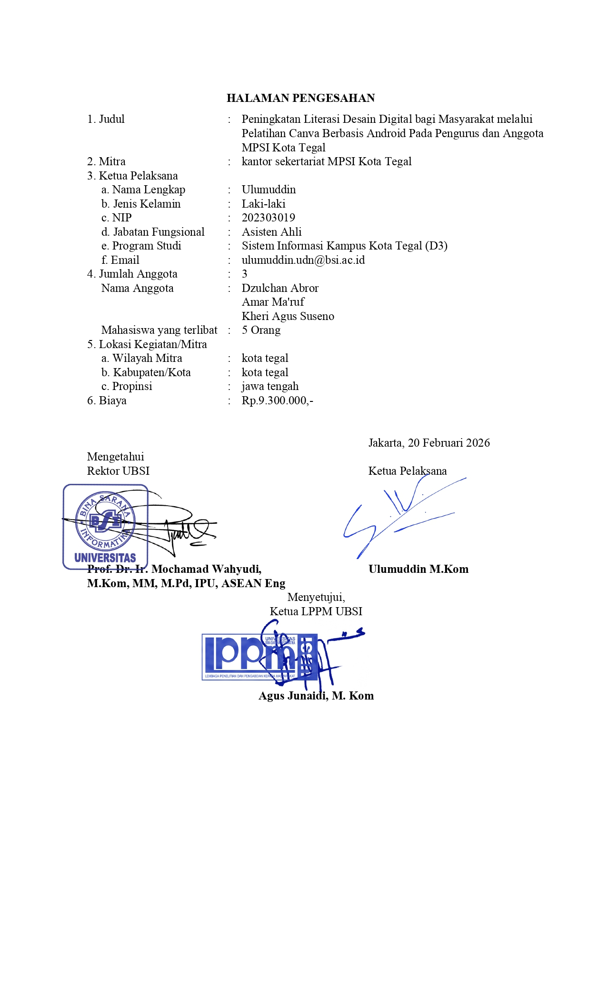 HALAMAN PENGESAHAN
1. Judul : Peningkatan Literasi Desain Digital bagi Masyarakat melalui
Pelatihan Canva Berbasis Android Pada Pengurus dan Anggota
MPSI Kota Tegal
2. Mitra : kantor sekertariat MPSI Kota Tegal
3. Ketua Pelaksana
a. Nama Lengkap : Ulumuddin
b. Jenis Kelamin : Laki-laki
c. NIP : 202303019
d. Jabatan Fungsional : Asisten Ahli
e. Program Studi : Sistem Informasi Kampus Kota Tegal (D3)
f. Email : ulumuddin.udn@bsi.ac.id
4. Jumlah Anggota : 3
Nama Anggota : Dzulchan Abror
Amar Ma'ruf
Kheri Agus Suseno
Mahasiswa yang terlibat : 5 Orang
5. Lokasi Kegiatan/Mitra
a. Wilayah Mitra : kota tegal
b. Kabupaten/Kota : kota tegal
c. Propinsi : jawa tengah
6. Biaya : Rp.9.300.000,-
Jakarta, 20 Februari 2026
Mengetahui
Rektor UBSI Ketua Pelaksana
BINA SARANA
BSI
INFORMATIKA
UNIVERSITAS
Prof. Dr. Ir. Mochamad Wahyudi, Ulumuddin M.Kom
M.Kom, MM, M.Pd, IPU, ASEAN Eng
Menyetujui,
Ketua LPPM UBSI
UNIVERSITAS
BINA SARANA INFORMATIKA
lppm UBSI
LEMBAGA PENELITIAN DAN PENGABDIAN KEPADA MASYARAKAT
Agus Junaidi, M. Kom